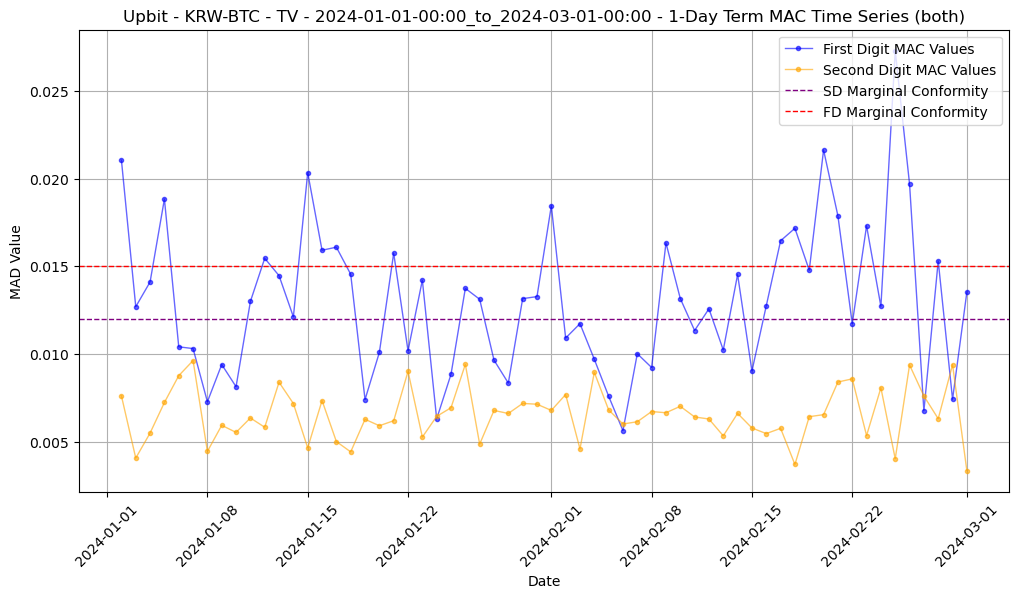 Upbit - KRW-BTC - TV - 2024-01-01-00:00_to_2024-03-01-00:00 - 1-Day Term MAC Time Series (both)
First Digit MAC Values
Second Digit MAC Values
SD Marginal Conformity
FD Marginal Conformity
MAD Value
0.025
0.020
0.015
0.010
0.005
2024-01-01
2024-01-08
2024-01-15
2024-01-22
2024-02-01
2024-02-08
2024-02-15
2024-02-22
2024-03-01
Date